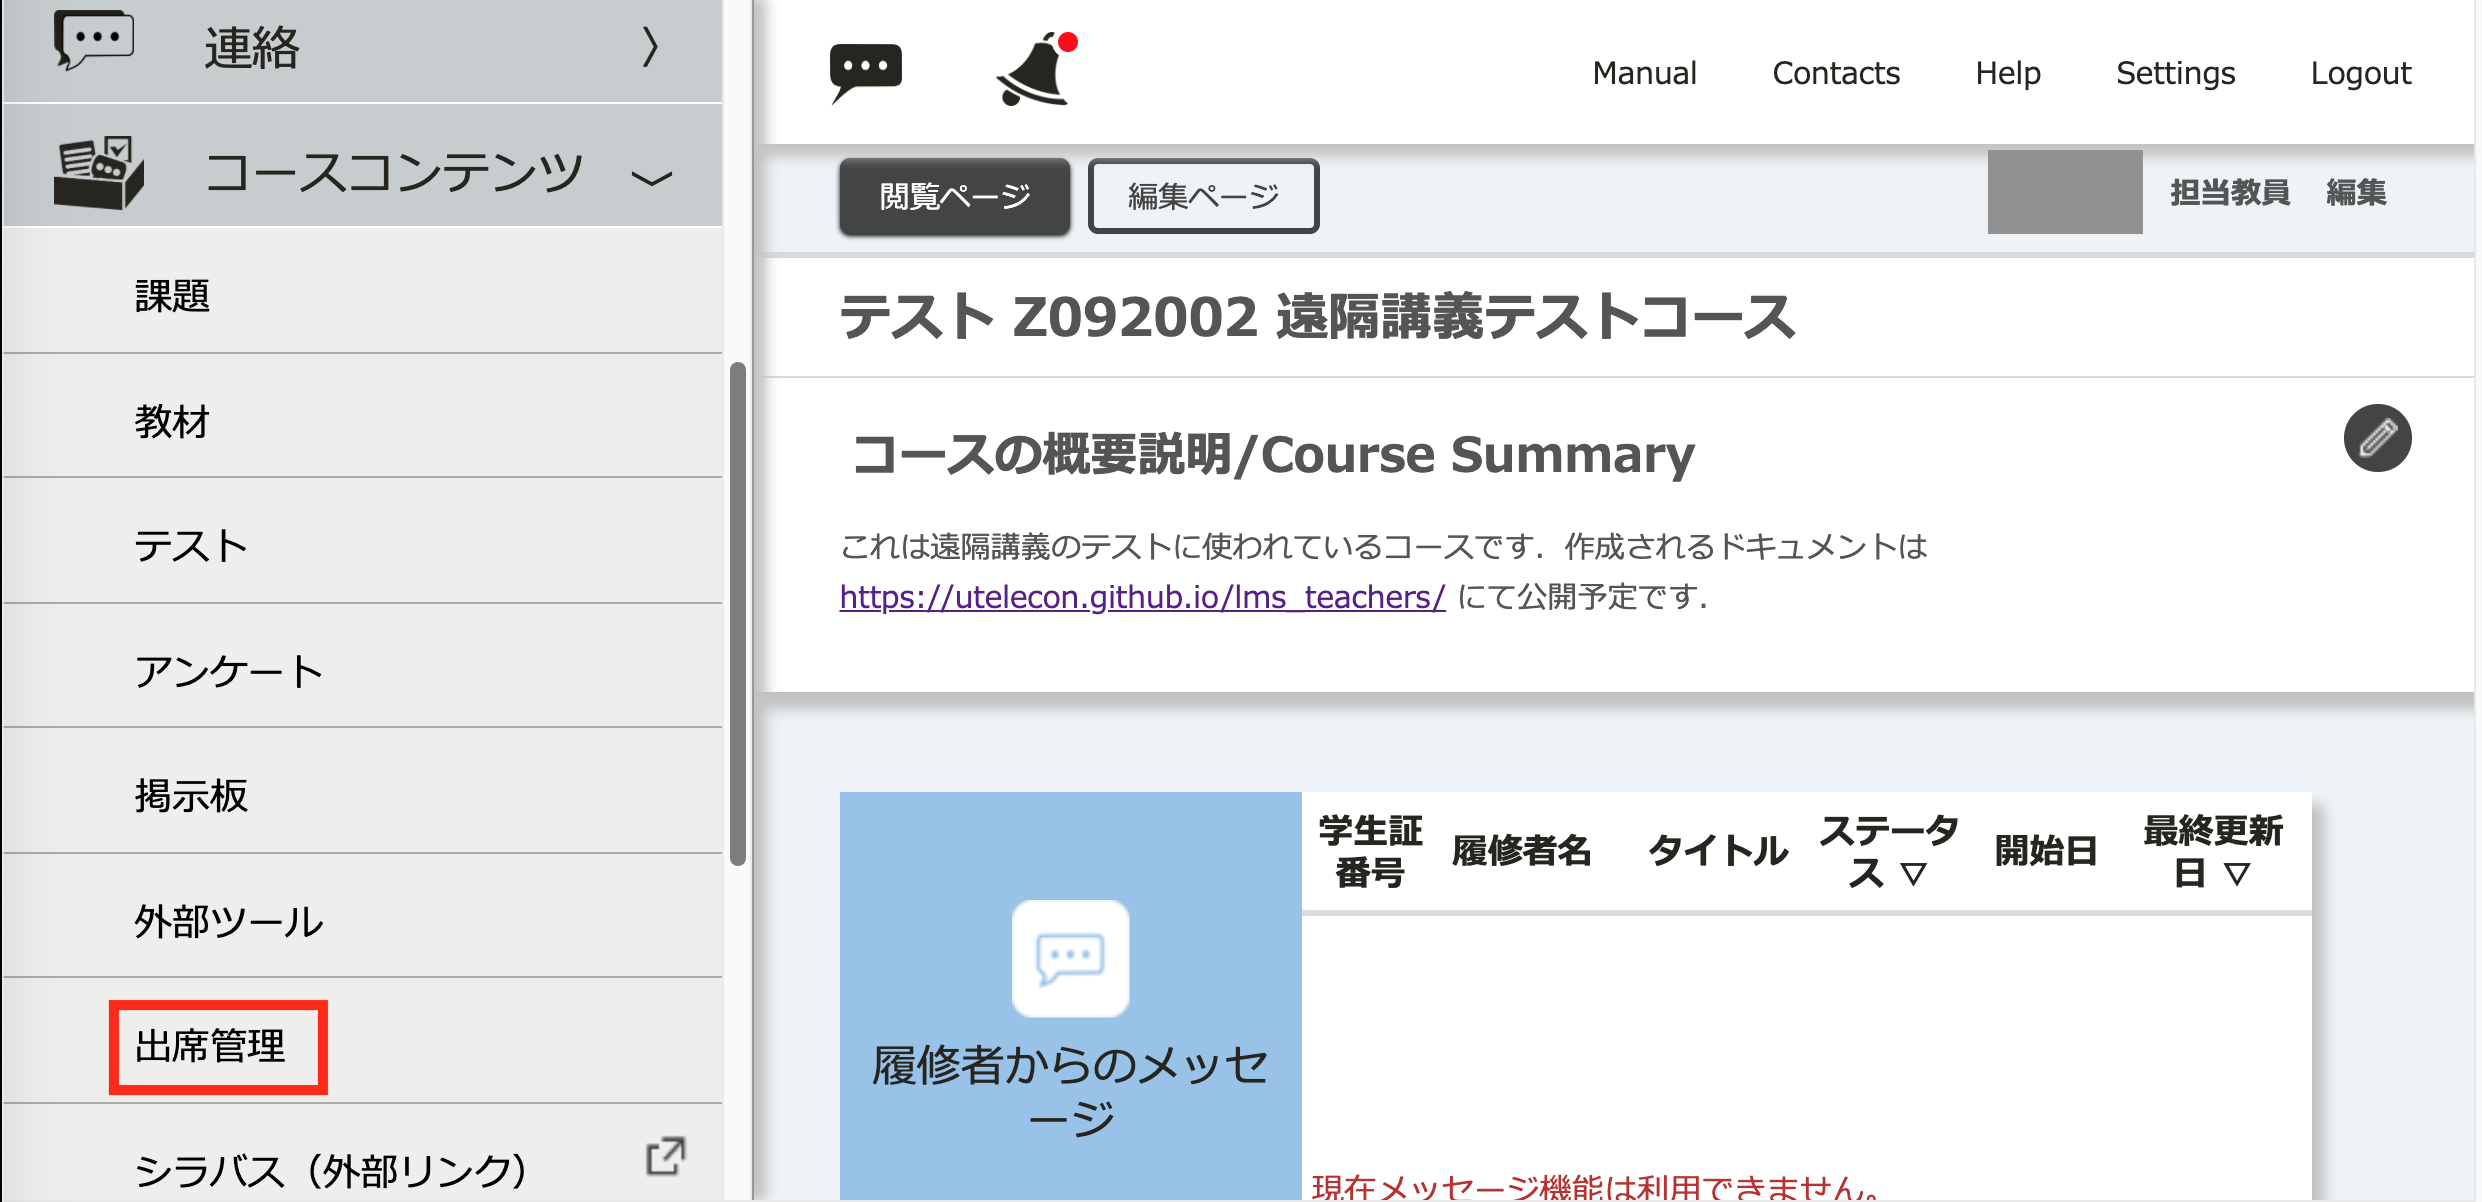 連絡
コースコンテンツ
課題
教材
テスト
アンケート
掲示板
外部ツール
出席管理
シラバス（外部リンク）
Manual
Contacts
Help
Settings
Logout
閲覧ページ
編集ページ
担当教員
編集
テスト Z092002 遠隔講義テストコース
コースの概要説明/Course Summary
これは遠隔講義のテストに使われているコースです．作成されるドキュメントは
https://utelecon.github.io/lms_teachers/ にて公開予定です．
学生証
番号
履修者名
タイトル
ステータ
ス ▽
開始日
最終更新
日 ▽
履修者からのメッセ
ージ
現在メッセージ機能は利用できません。